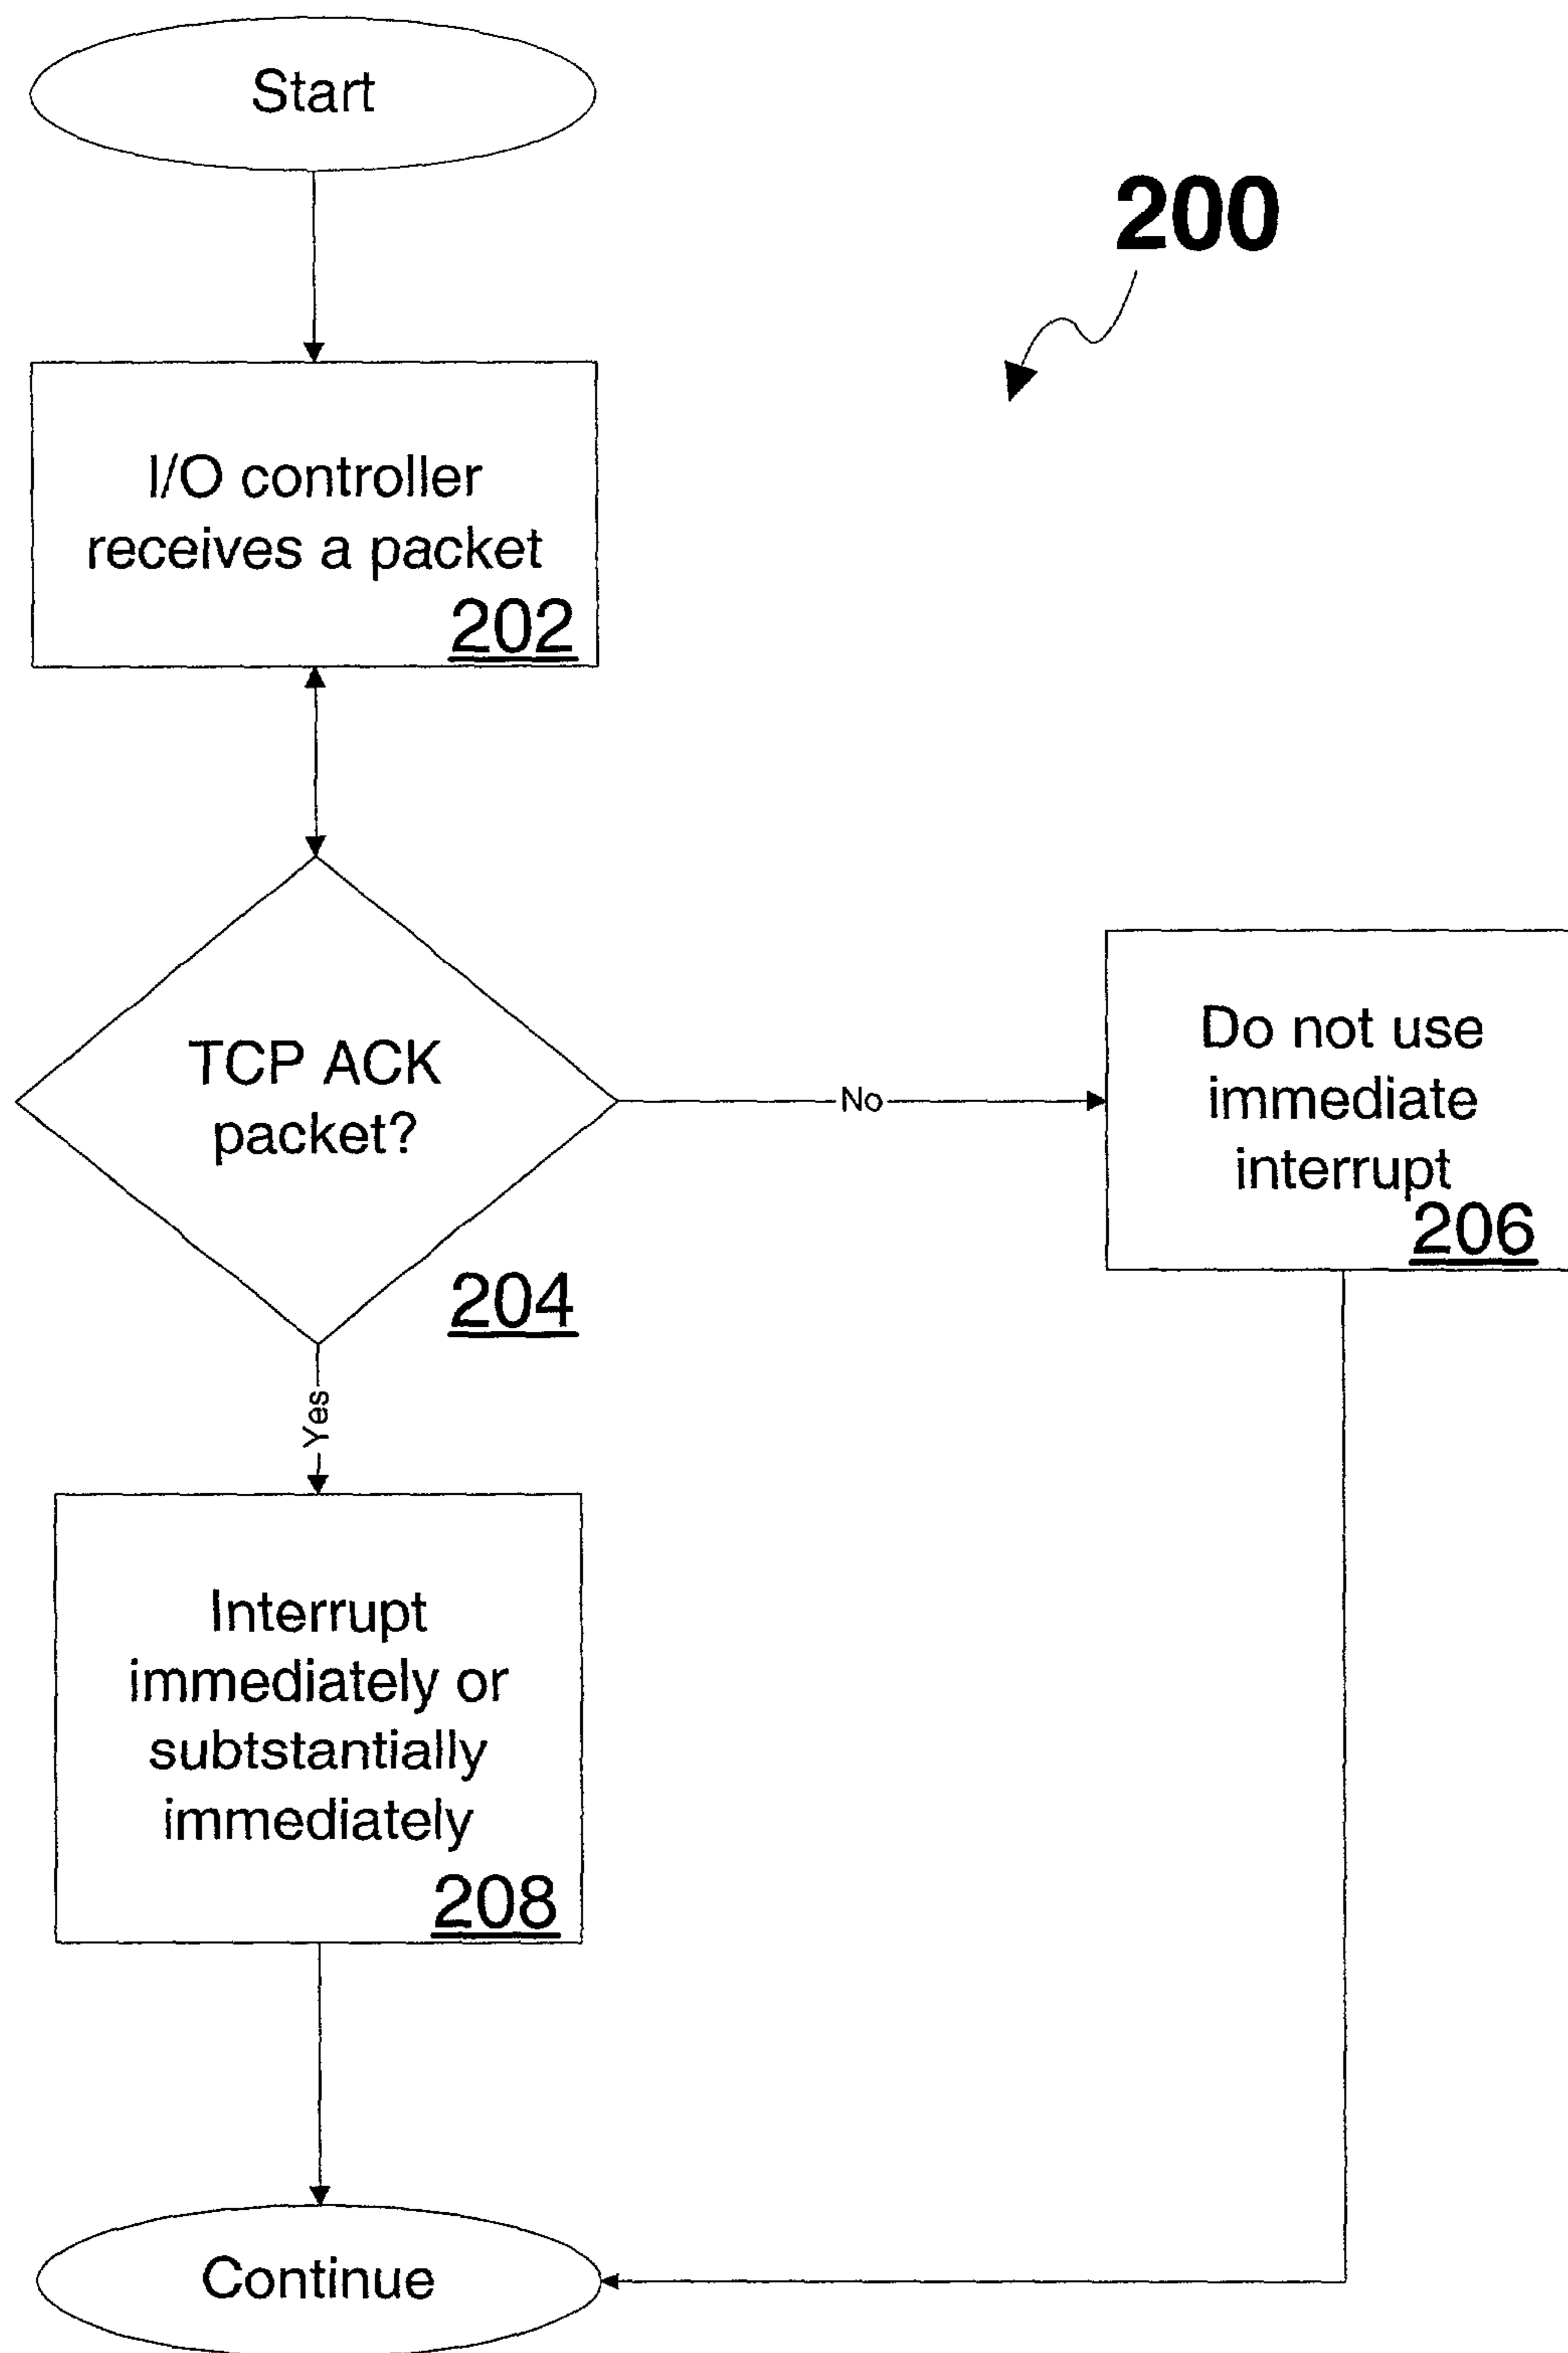 Start
200
I/O controller
receives a packet
202
TCP ACK
packet?
204
No
Do not use
immediate
interrupt
206
Yes
Interrupt
immediately or
subtstantially
immediately
208
Continue